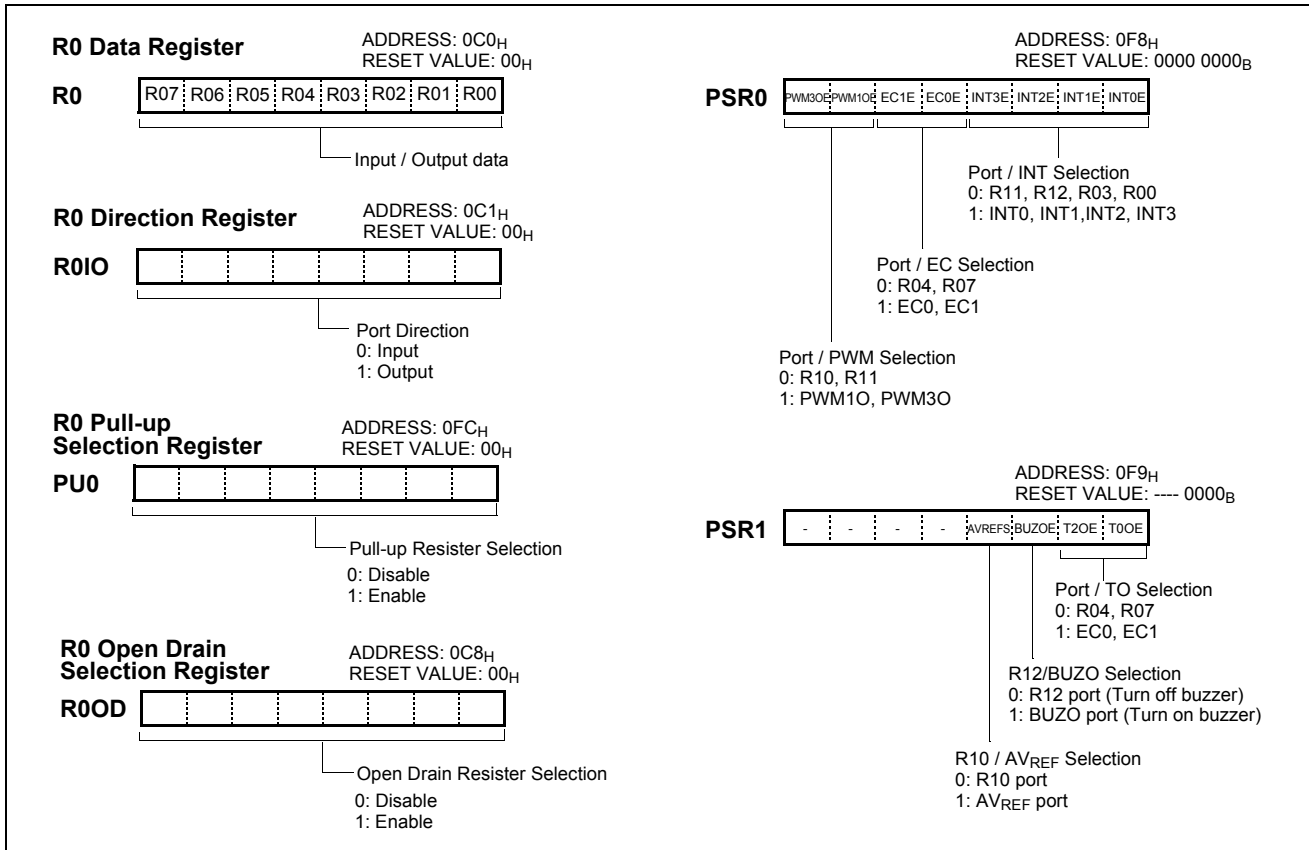 R0 Data Register
ADDRESS: 0C0H
RESET VALUE: 00H
R0
R07 R06 R05 R04 R03 R02 R01 R00
Input / Output data
R0 Direction Register
ADDRESS: 0C1H
RESET VALUE: 00H
R0IO
Port Direction
0: Input
1: Output
R0 Pull-up
Selection Register
ADDRESS: 0FCH
RESET VALUE: 00H
PU0
Pull-up Resister Selection
0: Disable
1: Enable
R0 Open Drain
Selection Register
ADDRESS: 0C8H
RESET VALUE: 00H
R0OD
Open Drain Resister Selection
0: Disable
1: Enable
ADDRESS: 0F8H
RESET VALUE: 0000 0000B
PSR0
PWM3OE PWM1OE EC1E EC0E INT3E INT2E INT1E INT0E
Port / INT Selection
0: R11, R12, R03, R00
1: INT0, INT1,INT2, INT3
Port / EC Selection
0: R04, R07
1: EC0, EC1
Port / PWM Selection
0: R10, R11
1: PWM1O, PWM3O
ADDRESS: 0F9H
RESET VALUE: ---- 0000B
PSR1
- - - - AVREFS BUZOE T2OE T0OE
Port / TO Selection
0: R04, R07
1: EC0, EC1
R12/BUZO Selection
0: R12 port (Turn off buzzer)
1: BUZO port (Turn on buzzer)
R10 / AVREF Selection
0: R10 port
1: AVREF port